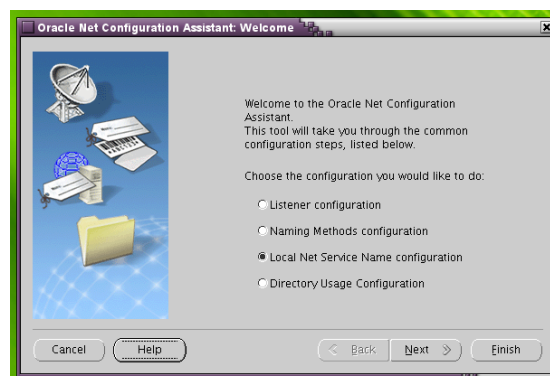 Oracle Net Configuration Assistant: Welcome
Welcome to the Oracle Net Configuration
Assistant.
This tool will take you through the common
configuration steps, listed below.
Choose the configuration you would like to do:
Listener configuration
Naming Methods configuration
Local Net Service Name configuration
Directory Usage Configuration
Cancel
Help
Back
Next
Finish